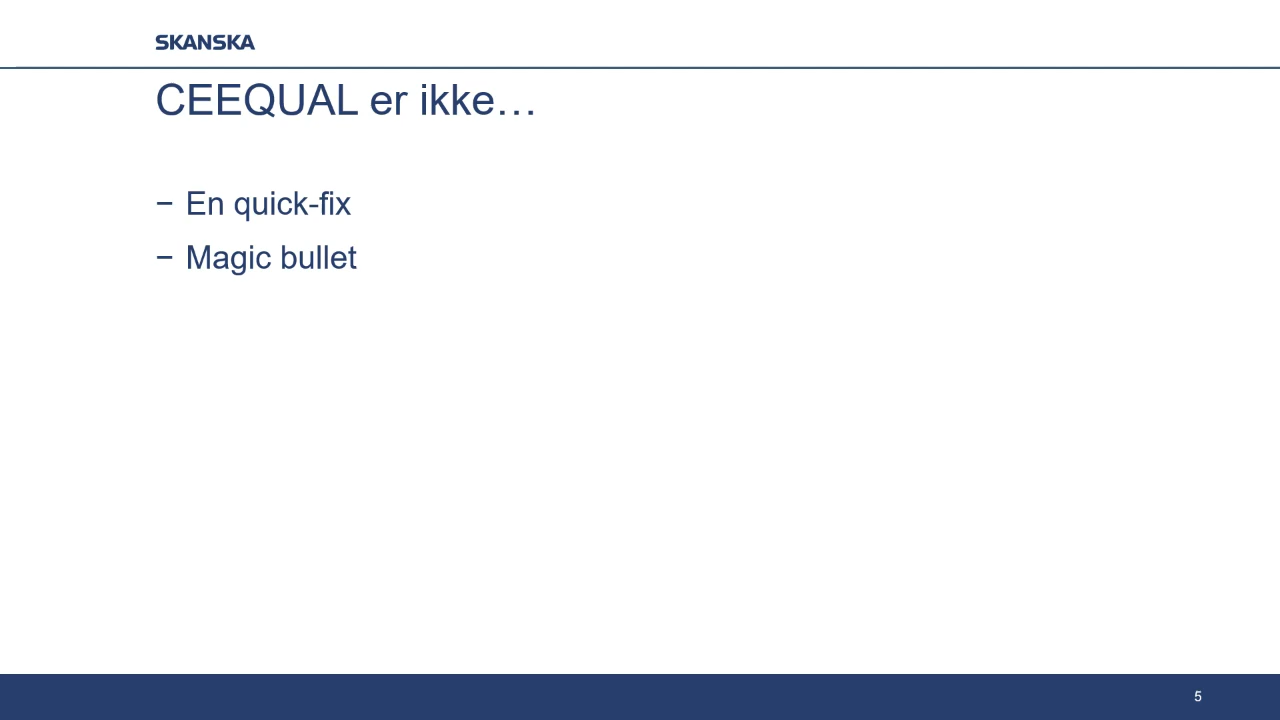 SKANSKA
CEEQUAL er ikke…
− En quick-fix
− Magic bullet
5